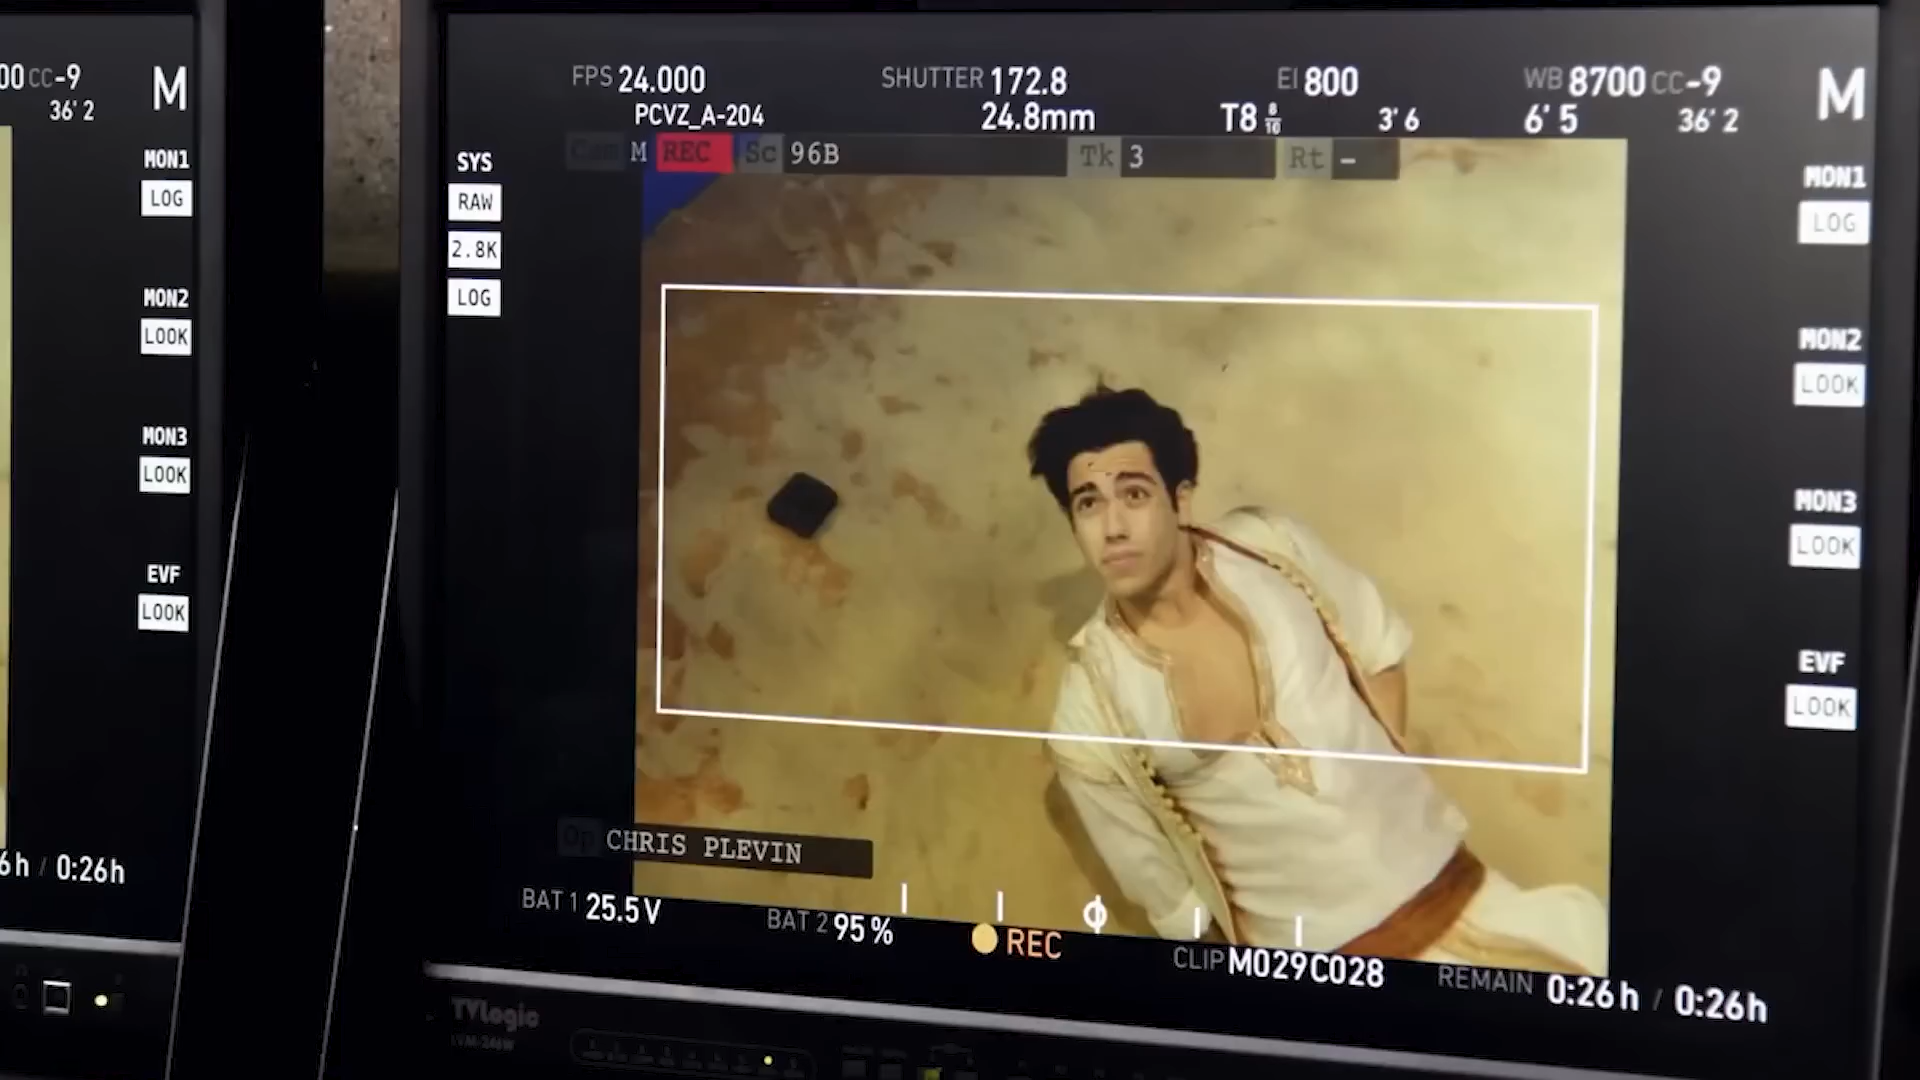 00 CC-9
36' 2
M
MON1
LOG
MON2
LOOK
MON3
LOOK
EVF
LOOK
6h / 0:26h
FPS 24.000 SHUTTER 172.8 EI 800 WB 8700 CC-9
PCVZ_A-204 24.8mm T8 8/10 3' 6 6' 5 36' 2
M
Cam M REC Sc 96B Tk 3 Rt -
SYS
RAW
2.8K
LOG
MON1
LOG
MON2
LOOK
MON3
LOOK
EVF
LOOK
Op CHRIS PLEVIN
BAT 1 25.5 V BAT 2 95 % REC CLIP M029C028 REMAIN 0:26h / 0:26h
TVlogic
LVM-246W